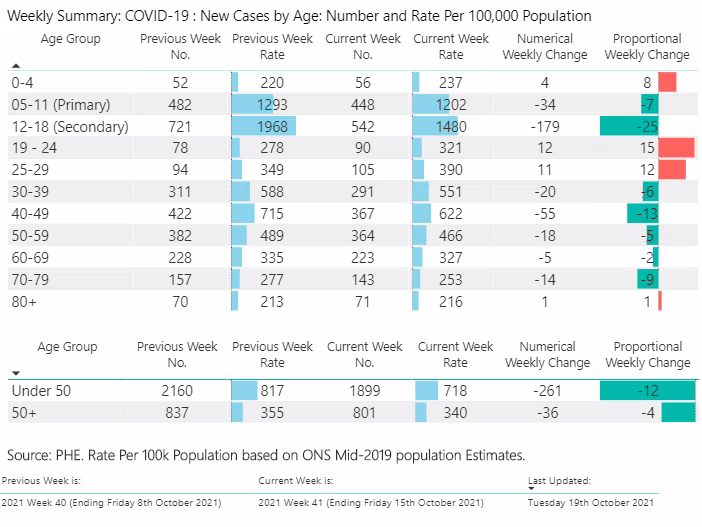 Weekly Summary: COVID-19 : New Cases by Age: Number and Rate Per 100,000 Population
Age Group Previous Week No. Previous Week Rate Current Week No. Current Week Rate Numerical Weekly Change Proportional Weekly Change
0-4 52 220 56 237 4 8
05-11 (Primary) 482 1293 448 1202 -34 -7
12-18 (Secondary) 721 1968 542 1480 -179 -25
19 - 24 78 278 90 321 12 15
25-29 94 349 105 390 11 12
30-39 311 588 291 551 -20 -6
40-49 422 715 367 622 -55 -13
50-59 382 489 364 466 -18 -5
60-69 228 335 223 327 -5 -2
70-79 157 277 143 253 -14 -9
80+ 70 213 71 216 1 1
Age Group Previous Week No. Previous Week Rate Current Week No. Current Week Rate Numerical Weekly Change Proportional Weekly Change
Under 50 2160 817 1899 718 -261 -12
50+ 837 355 801 340 -36 -4
Source: PHE. Rate Per 100k Population based on ONS Mid-2019 population Estimates.
Previous Week is: Current Week is: Last Updated:
2021 Week 40 (Ending Friday 8th October 2021) 2021 Week 41 (Ending Friday 15th October 2021) Tuesday 19th October 2021